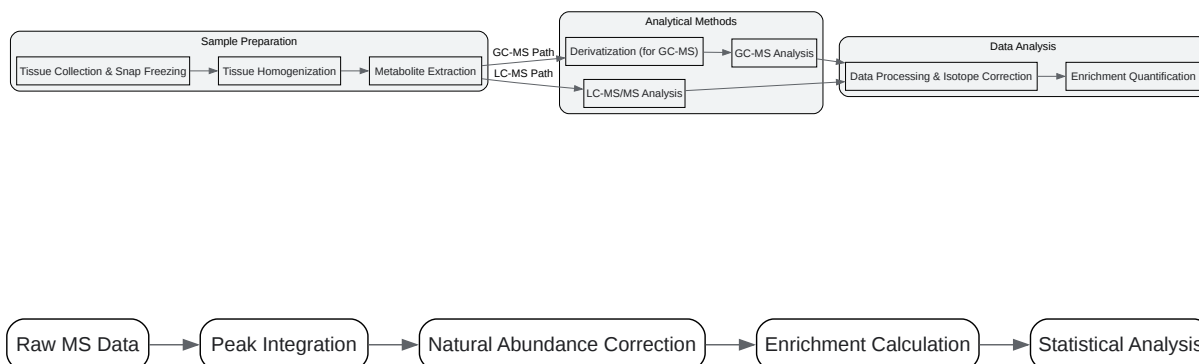 Sample Preparation
Tissue Collection & Snap Freezing
Tissue Homogenization
Metabolite Extraction
GC-MS Path
LC-MS Path
Analytical Methods
Derivatization (for GC-MS)
GC-MS Analysis
LC-MS/MS Analysis
Data Analysis
Data Processing & Isotope Correction
Enrichment Quantification
Raw MS Data
Peak Integration
Natural Abundance Correction
Enrichment Calculation
Statistical Analysis